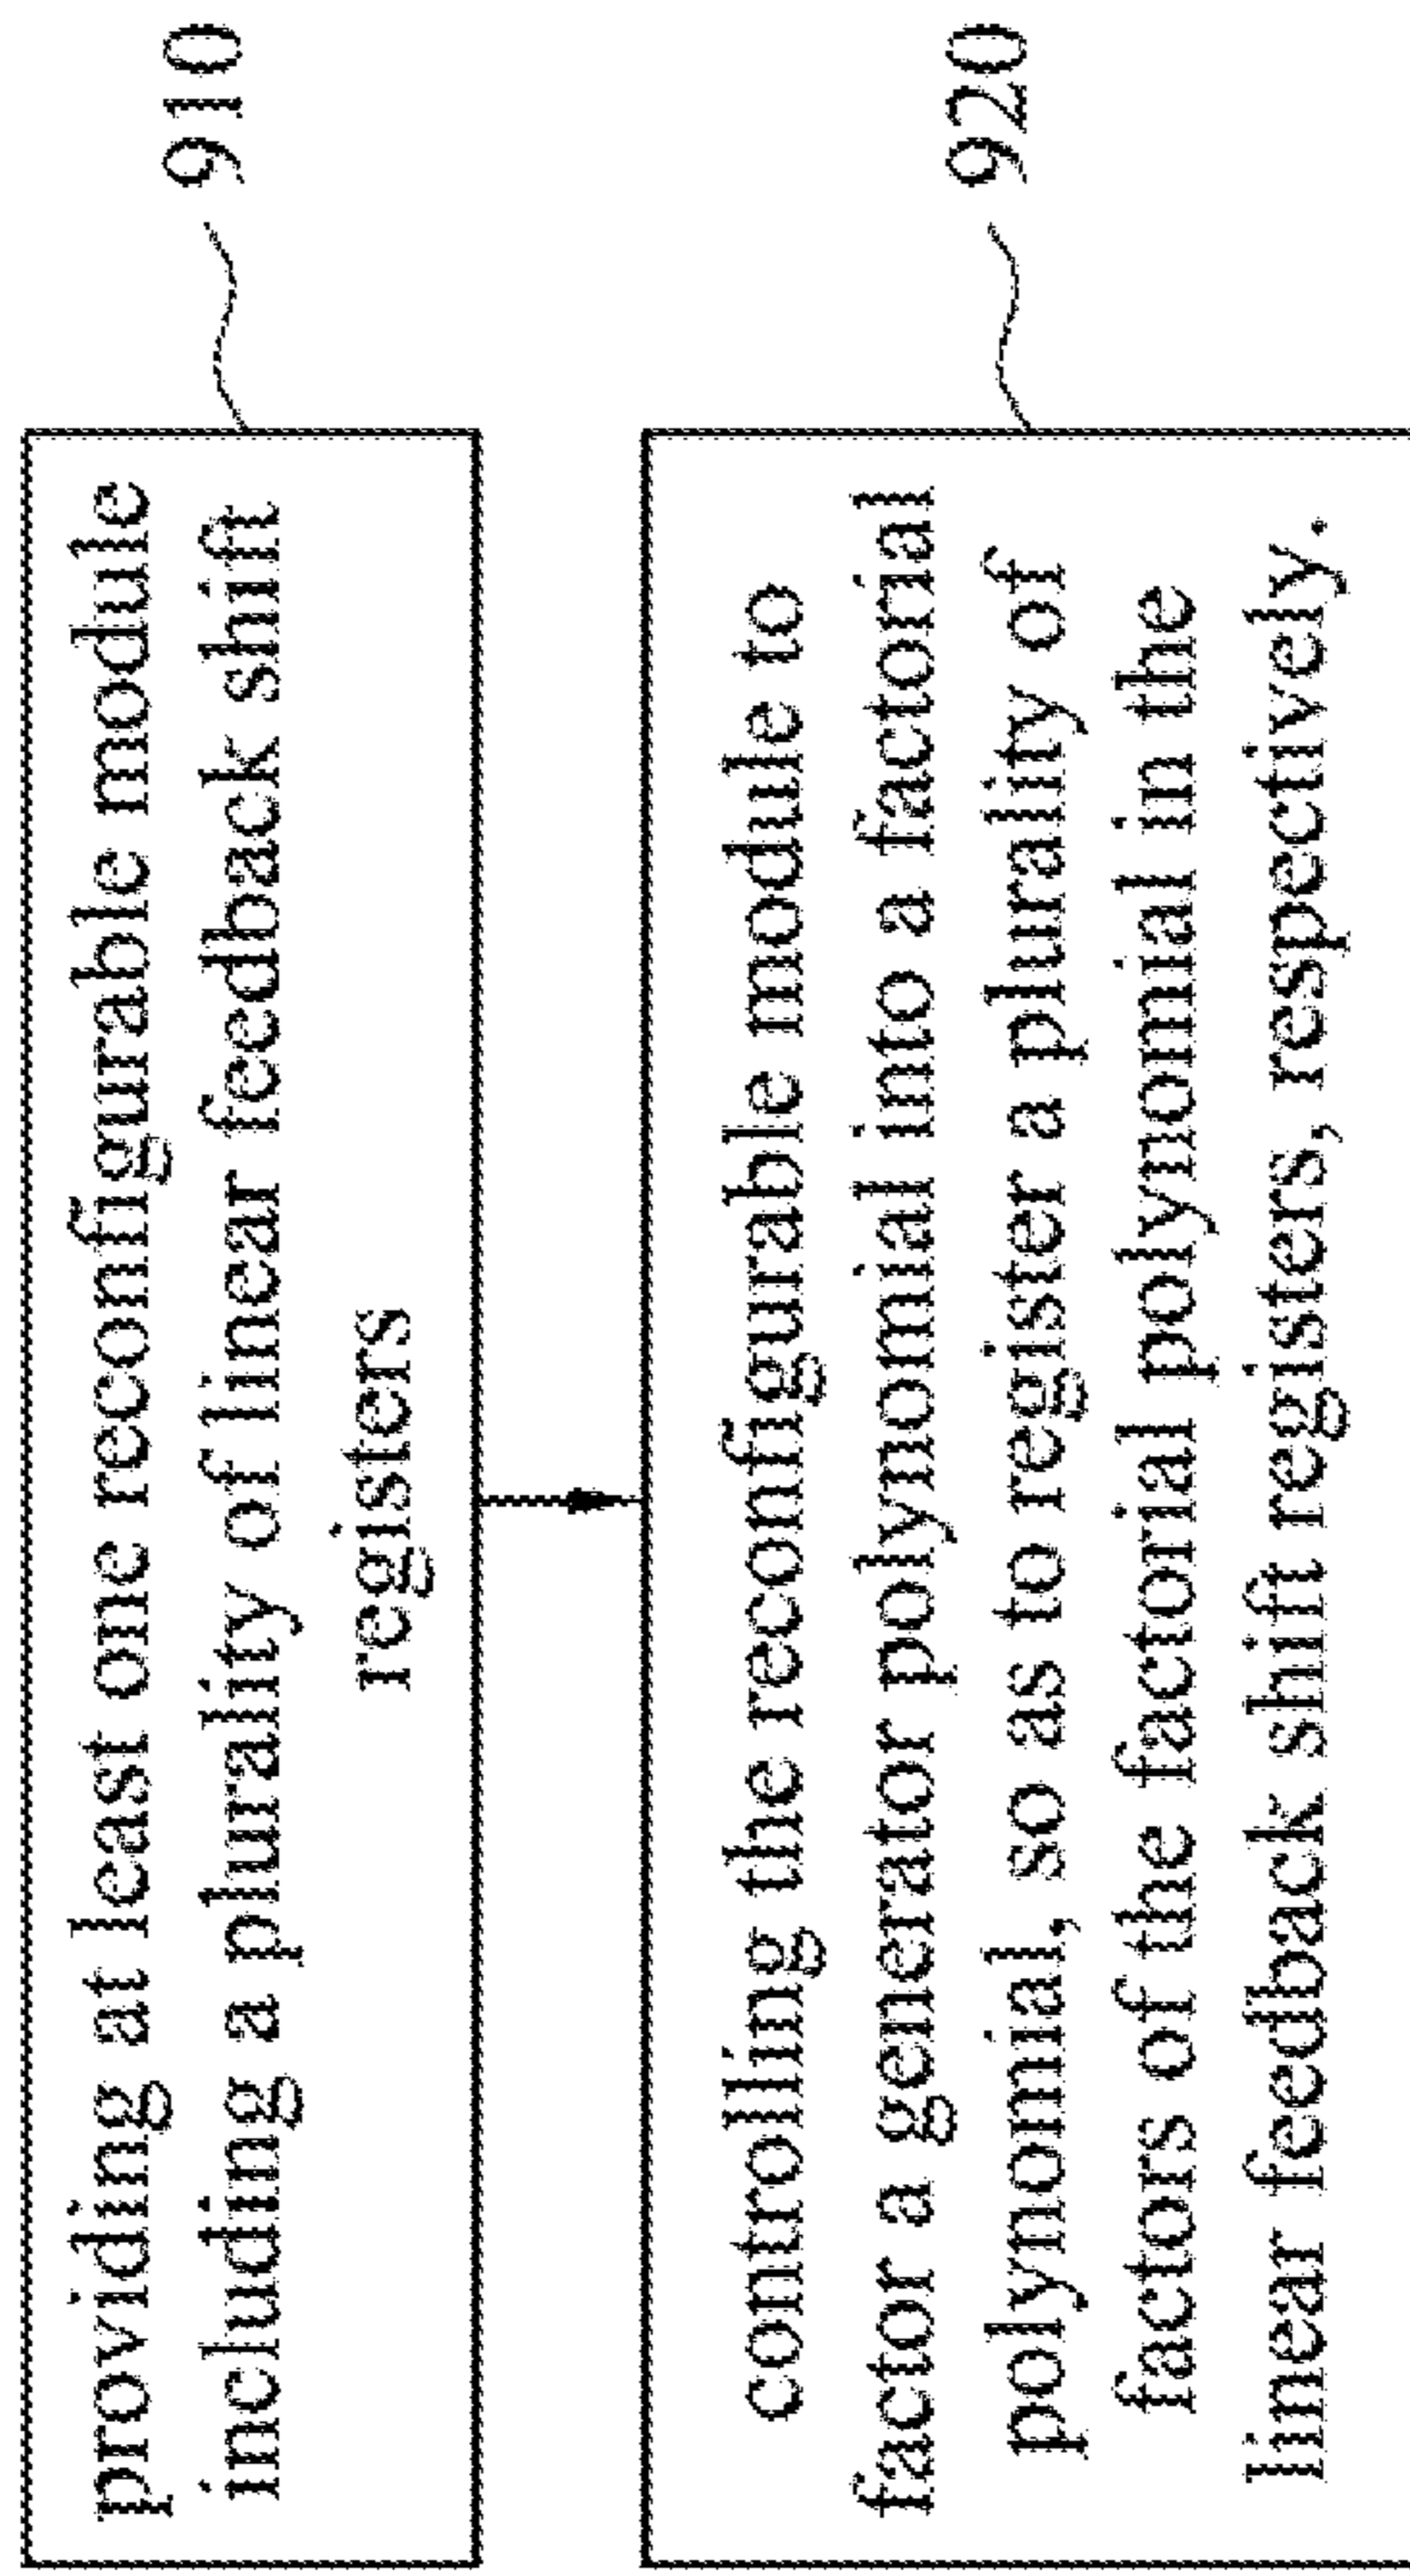 providing at least one reconfigurable module
including a plurality of linear feedback shift
registers
910
controlling the reconfigurable module to
factor a generator polynomial into a factorial
polynomial, so as to register a plurality of
factors of the factorial polynomial in the
linear feedback shift registers, respectively.
920